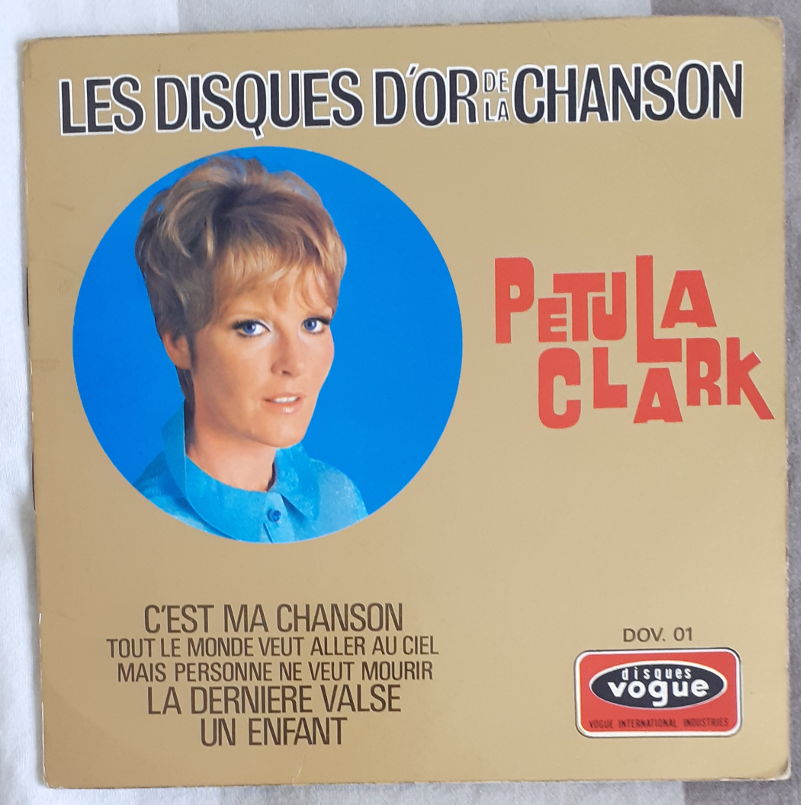 LES DISQUES D'OR DE LA CHANSON
PETULA
CLARK
C'EST MA CHANSON
TOUT LE MONDE VEUT ALLER AU CIEL
MAIS PERSONNE NE VEUT MOURIR
LA DERNIERE VALSE
UN ENFANT
DOV. 01
disques
vogue
VOGUE INTERNATIONAL INDUSTRIES